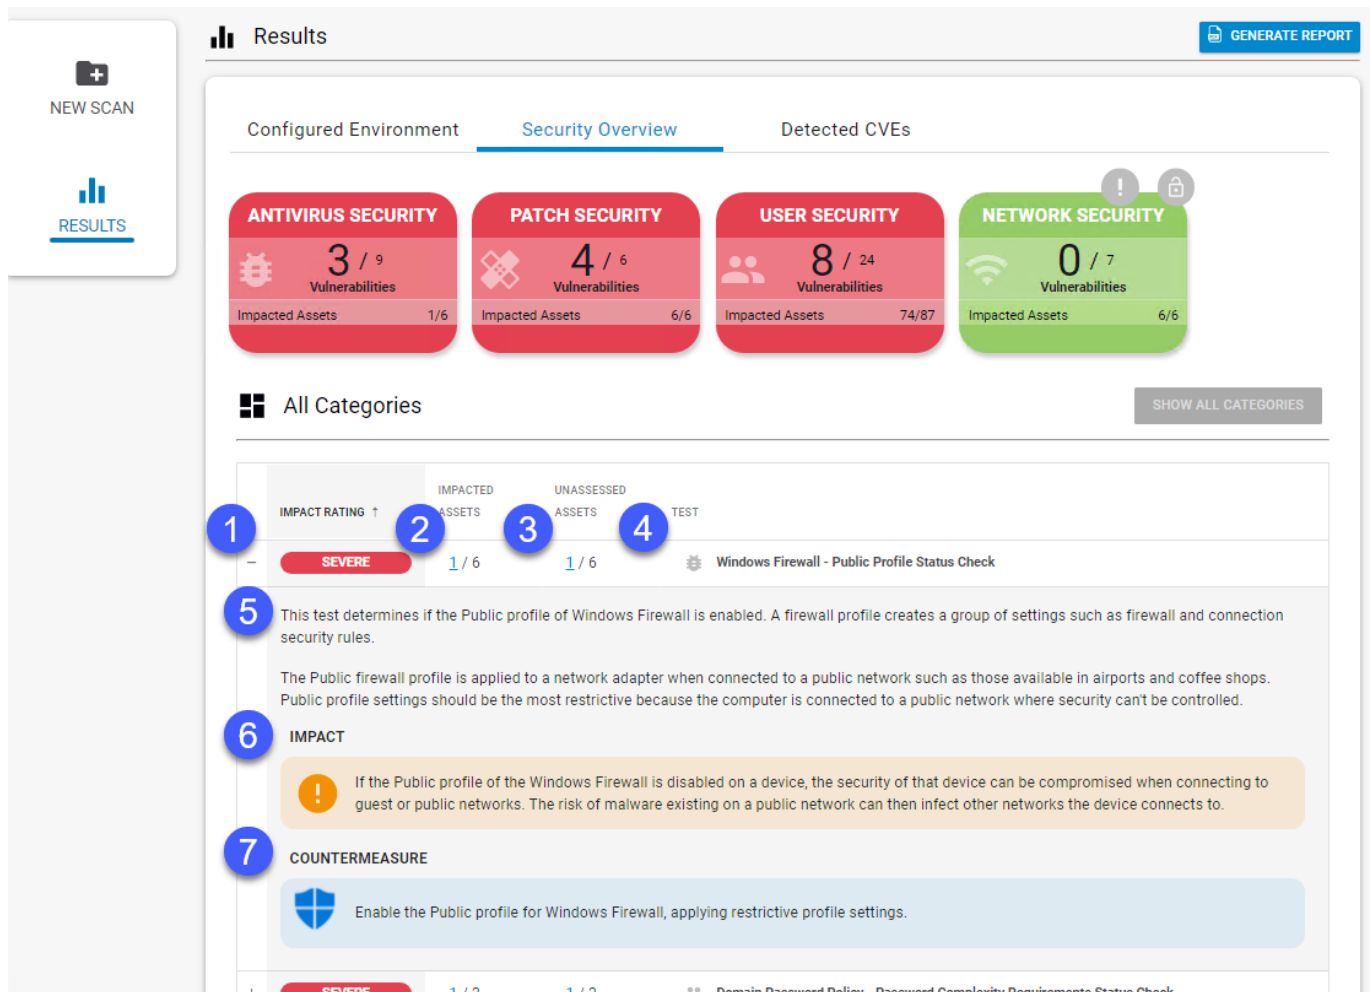 Results
GENERATE REPORT
NEW SCAN
RESULTS
Configured Environment
Security Overview
Detected CVEs
ANTIVIRUS SECURITY
3 / 9
Vulnerabilities
Impacted Assets 1/6
PATCH SECURITY
4 / 6
Vulnerabilities
Impacted Assets 6/6
USER SECURITY
8 / 24
Vulnerabilities
Impacted Assets 74/87
!
NETWORK SECURITY
0 / 7
Vulnerabilities
Impacted Assets 6/6
All Categories
SHOW ALL CATEGORIES
1
IMPACT RATING ↑
2
IMPACTED
ASSETS
3
UNASSESSED
ASSETS
4
TEST
− SEVERE 1 / 6 1 / 6 Windows Firewall - Public Profile Status Check
5
This test determines if the Public profile of Windows Firewall is enabled. A firewall profile creates a group of settings such as firewall and connection
security rules.
The Public firewall profile is applied to a network adapter when connected to a public network such as those available in airports and coffee shops.
Public profile settings should be the most restrictive because the computer is connected to a public network where security can't be controlled.
6
IMPACT
!
If the Public profile of the Windows Firewall is disabled on a device, the security of that device can be compromised when connecting to
guest or public networks. The risk of malware existing on a public network can then infect other networks the device connects to.
7
COUNTERMEASURE
Enable the Public profile for Windows Firewall, applying restrictive profile settings.
SEVERE Domain Password Policy - Password Complexity Requirements Status Check